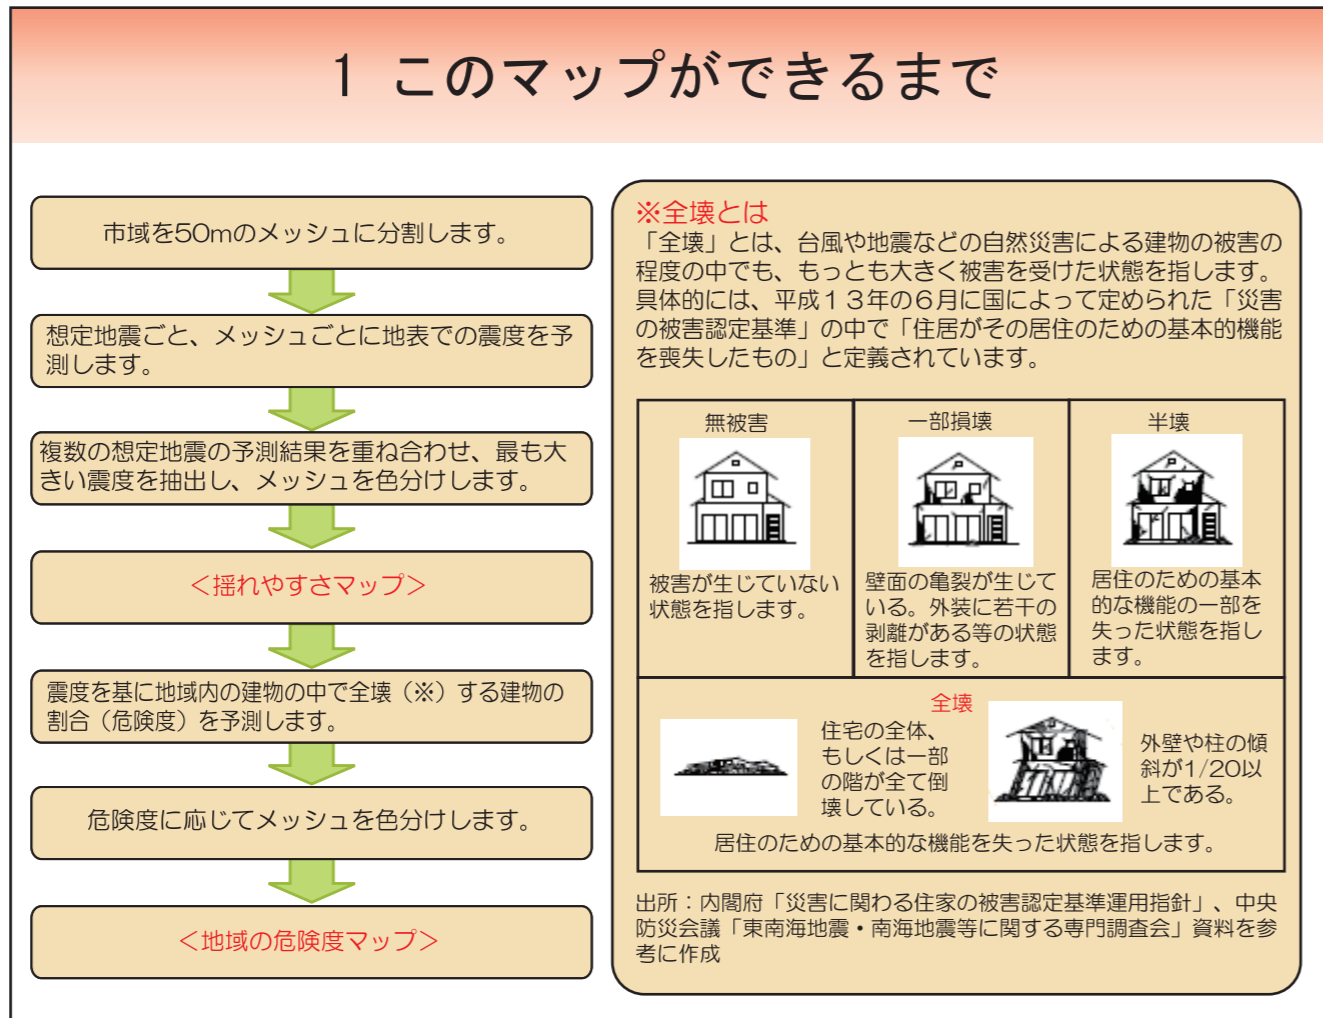 1 このマップができるまで
市域を50mのメッシュに分割します。
想定地震ごと、メッシュごとに地表での震度を予
測します。
複数の想定地震の予測結果を重ね合わせ、最も大
きい震度を抽出し、メッシュを色分けします。
＜揺れやすさマップ＞
震度を基に地域内の建物の中で全壊（※）する建物の
割合（危険度）を予測します。
危険度に応じてメッシュを色分けします。
＜地域の危険度マップ＞
※全壊とは
「全壊」とは、台風や地震などの自然災害による建物の被害の
程度の中でも、もっとも大きく被害を受けた状態を指します。
具体的には、平成１３年の６月に国によって定められた「災害
の被害認定基準」の中で「住居がその居住のための基本的機能
を喪失したもの」と定義されています。
無被害
被害が生じていない
状態を指します。
一部損壊
壁面の亀裂が生じて
いる。外装に若干の
剥離がある等の状態
を指します。
半壊
居住のための基本
的な機能の一部を
失った状態を指し
ます。
全壊
住宅の全体、
もしくは一部
の階が全て倒
壊している。
外壁や柱の傾
斜が1/20以
上である。
居住のための基本的な機能を失った状態を指します。
出所：内閣府「災害に関わる住家の被害認定基準運用指針」、中央
防災会議「東南海地震・南海地震等に関する専門調査会」資料を参
考に作成